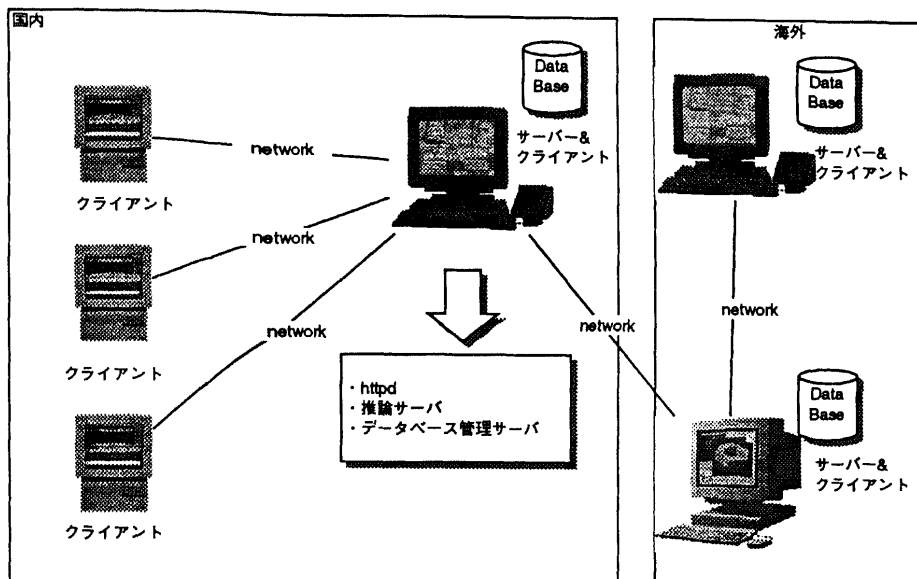 国内
Data
Base
サーバー&
クライアント
network
クライアント
network
クライアント
network
クライアント
・httpd
・推論サーバ
・データベース管理サーバ
network
海外
Data
Base
サーバー&
クライアント
network
Data
Base
サーバー&
クライアント